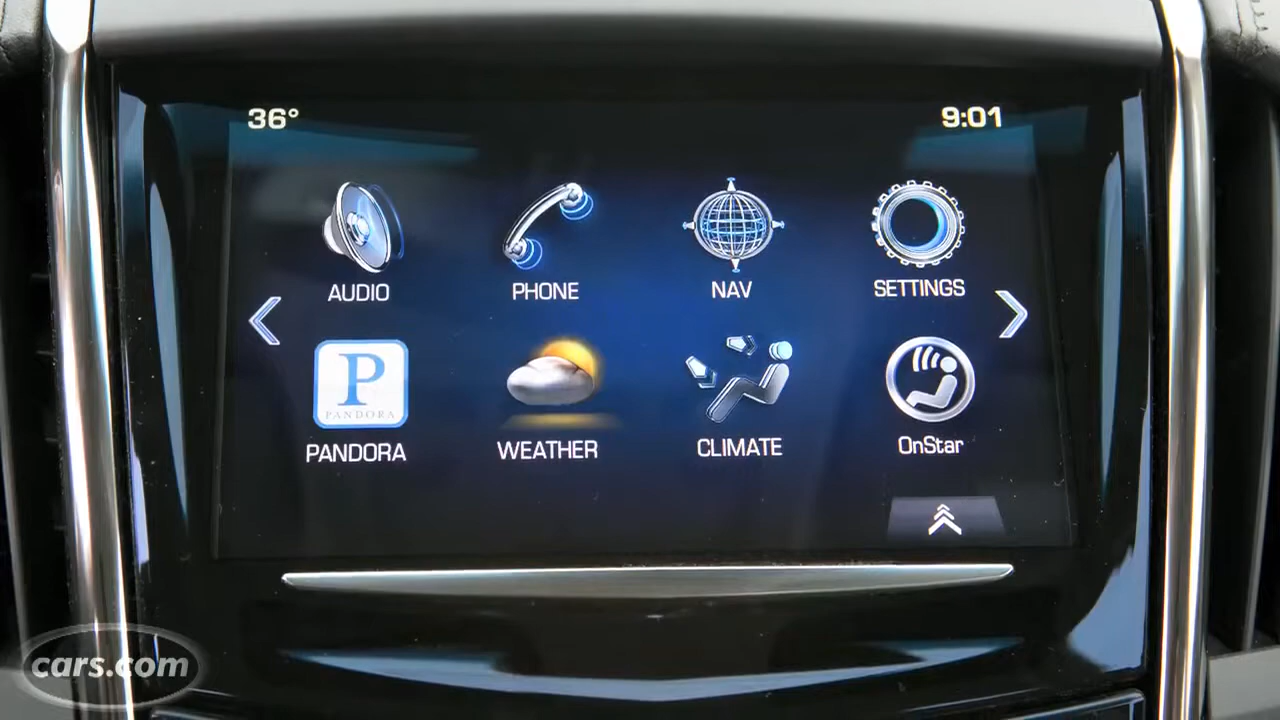 36° 9:01
AUDIO PHONE NAV SETTINGS
P
PANDORA
PANDORA WEATHER CLIMATE OnStar
cars.com